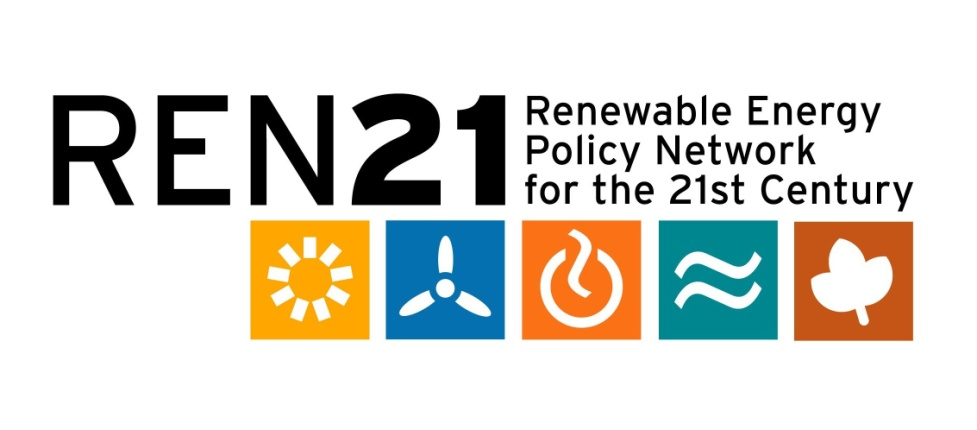 REN21
Renewable Energy
Policy Network
for the 21st Century